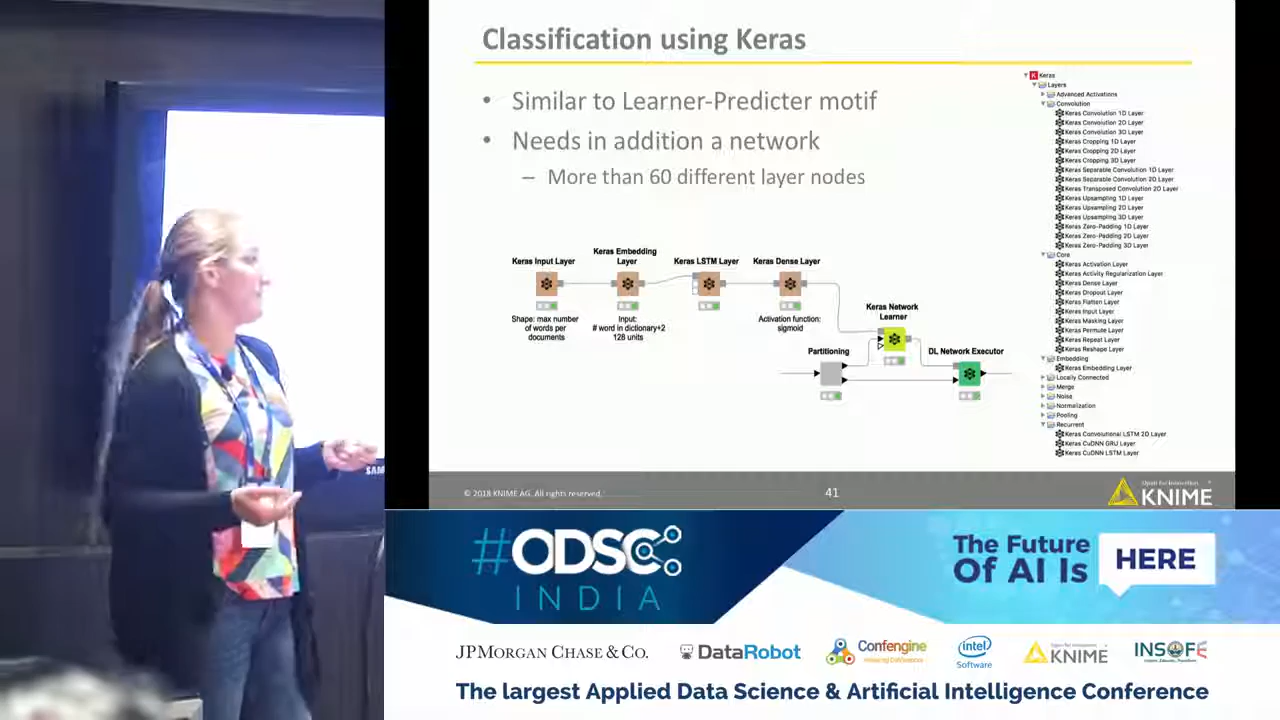 Classification using Keras
• Similar to Learner-Predicter motif
• Needs in addition a network
– More than 60 different layer nodes
Keras Input Layer
Shape: max number
of words per
documents
Keras Embedding
Layer
Input:
# word in dictionary+2
128 units
Keras LSTM Layer
Keras Dense Layer
Activation function:
sigmoid
Keras Network
Learner
Partitioning
DL Network Executor
Keras
Layers
Advanced Activations
Convolution
Keras Convolution 1D Layer
Keras Convolution 2D Layer
Keras Convolution 3D Layer
Keras Cropping 1D Layer
Keras Cropping 2D Layer
Keras Cropping 3D Layer
Keras Separable Convolution 1D Layer
Keras Separable Convolution 2D Layer
Keras Transposed Convolution 2D Layer
Keras Upsampling 1D Layer
Keras Upsampling 2D Layer
Keras Upsampling 3D Layer
Keras Zero-Padding 1D Layer
Keras Zero-Padding 2D Layer
Keras Zero-Padding 3D Layer
Core
Keras Activation Layer
Keras Activity Regularization Layer
Keras Dense Layer
Keras Dropout Layer
Keras Flatten Layer
Keras Input Layer
Keras Masking Layer
Keras Permute Layer
Keras Repeat Layer
Keras Reshape Layer
Embedding
Keras Embedding Layer
Locally Connected
Merge
Noise
Normalization
Pooling
Recurrent
Keras Convolutional LSTM 2D Layer
Keras CuDNN GRU Layer
Keras CuDNN LSTM Layer
SAM
© 2018 KNIME AG. All rights reserved.
41
Open for Innovation
KNIME
#ODSC
INDIA
The Future
Of AI Is
HERE
JPMORGAN CHASE & CO.
DataRobot
Confengine
intel
Software
KNIME
INSOFE
The largest Applied Data Science & Artificial Intelligence Conference